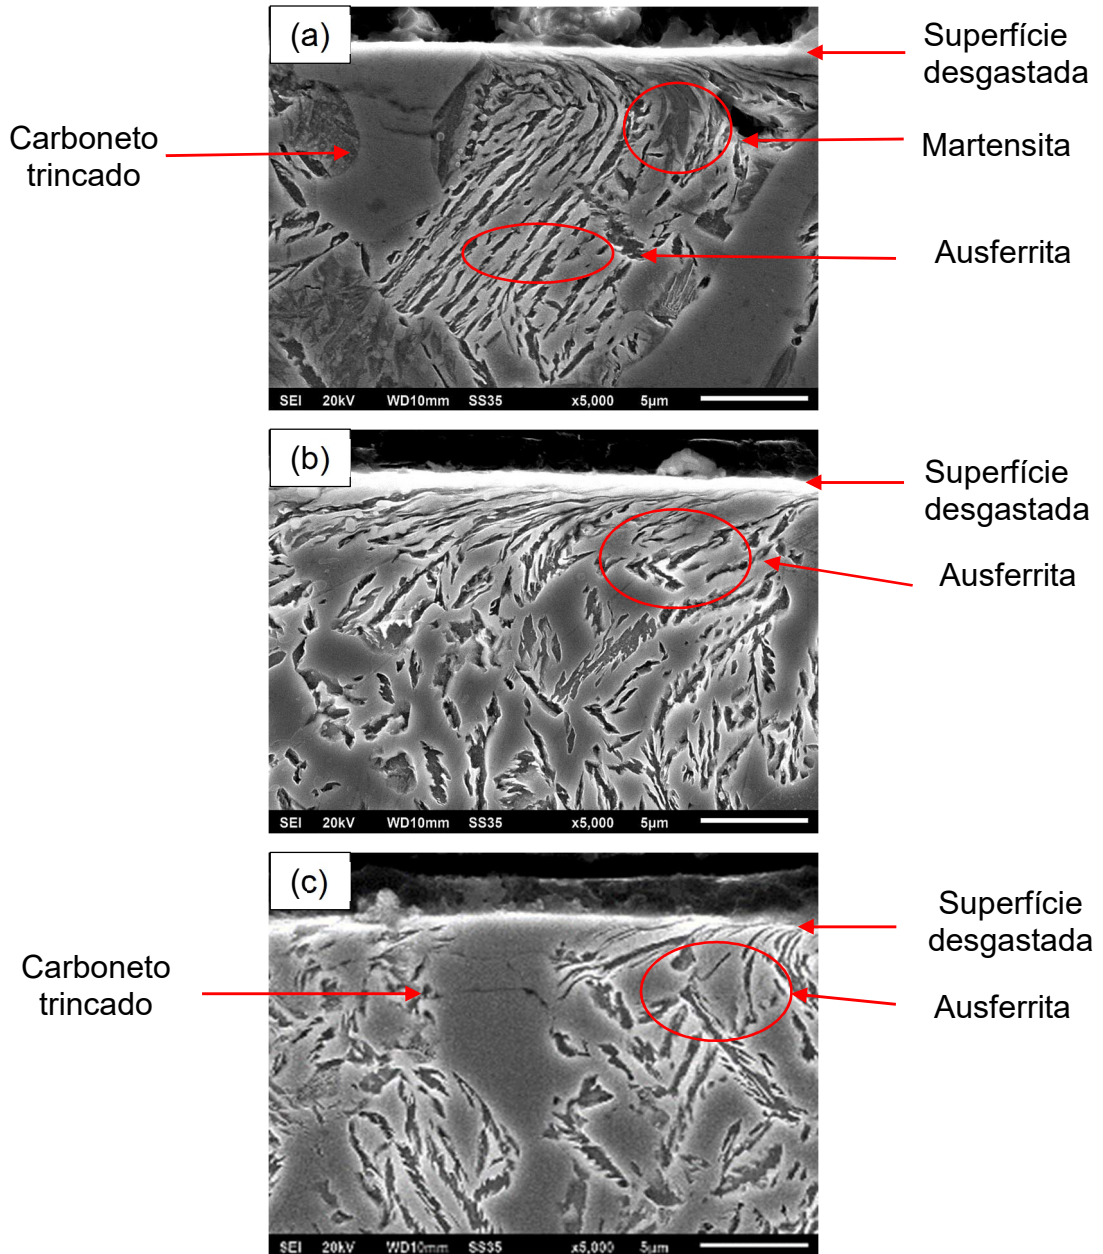 (a)
Superfície
desgastada
Carboneto
trincado
Martensita
Ausferrita
SEI 20kV WD10mm SS35 x5,000 5µm
(b)
Superfície
desgastada
Ausferrita
SEI 20kV WD10mm SS35 x5,000 5µm
(c)
Superfície
desgastada
Carboneto
trincado
Ausferrita
SEI 20kV WD10mm SS35 x5,000 5µm